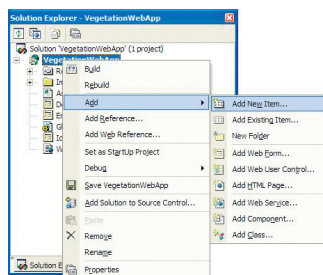 Solution Explorer - VegetationWebApp
Solution 'VegetationWebApp' (1 project)
VegetationWebApp
Build
Rebuild
Add
Add Reference...
Add Web Reference...
Set as StartUp Project
Debug
Save VegetationWebApp
Add Solution to Source Control...
Paste
Remove
Rename
Properties
Add New Item...
Add Existing Item...
New Folder
Add Web Form...
Add Web User Control...
Add HTML Page...
Add Web Service...
Add Component...
Add Class...
Solution E